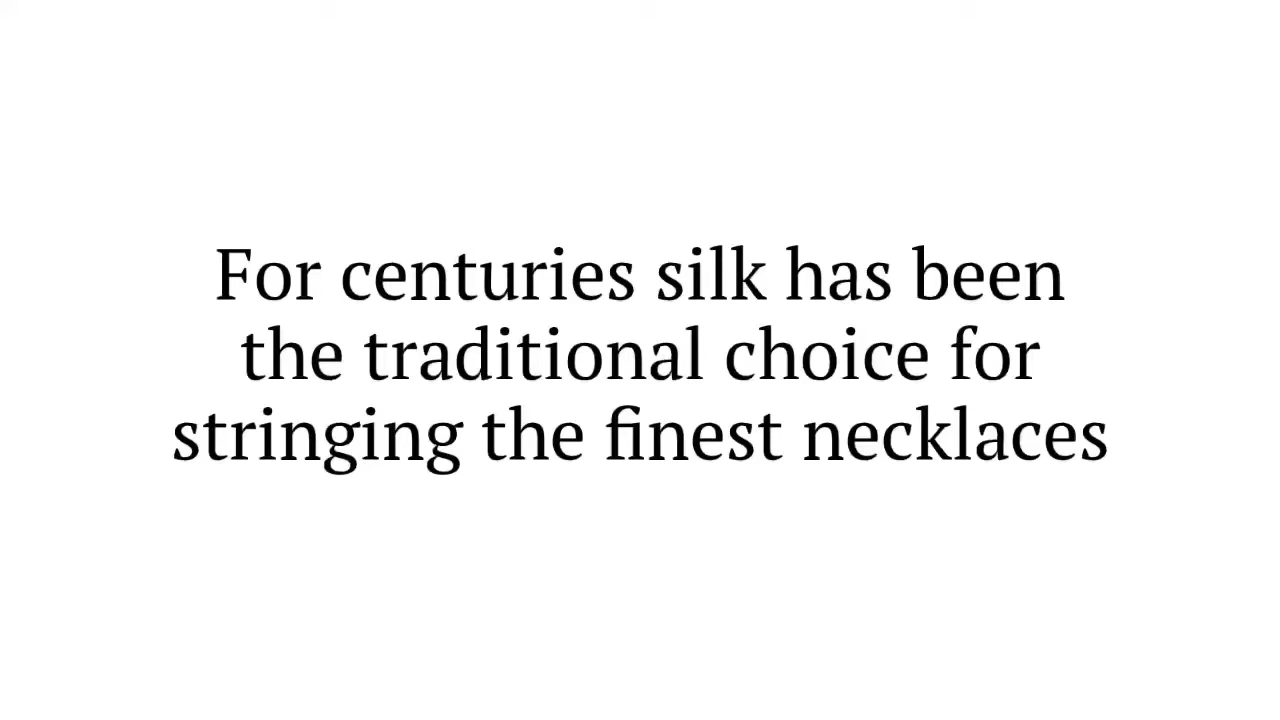 For centuries silk has been
the traditional choice for
stringing the finest necklaces